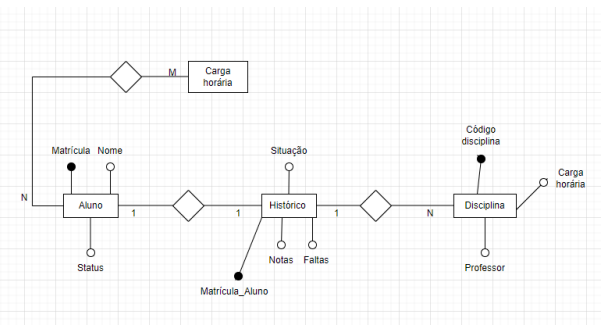 M
Carga
horária
Matrícula
Nome
Situação
Código
disciplina
Carga
horária
N
Aluno
1
1
Histórico
1
N
Disciplina
Status
Notas
Faltas
Professor
Matrícula_Aluno